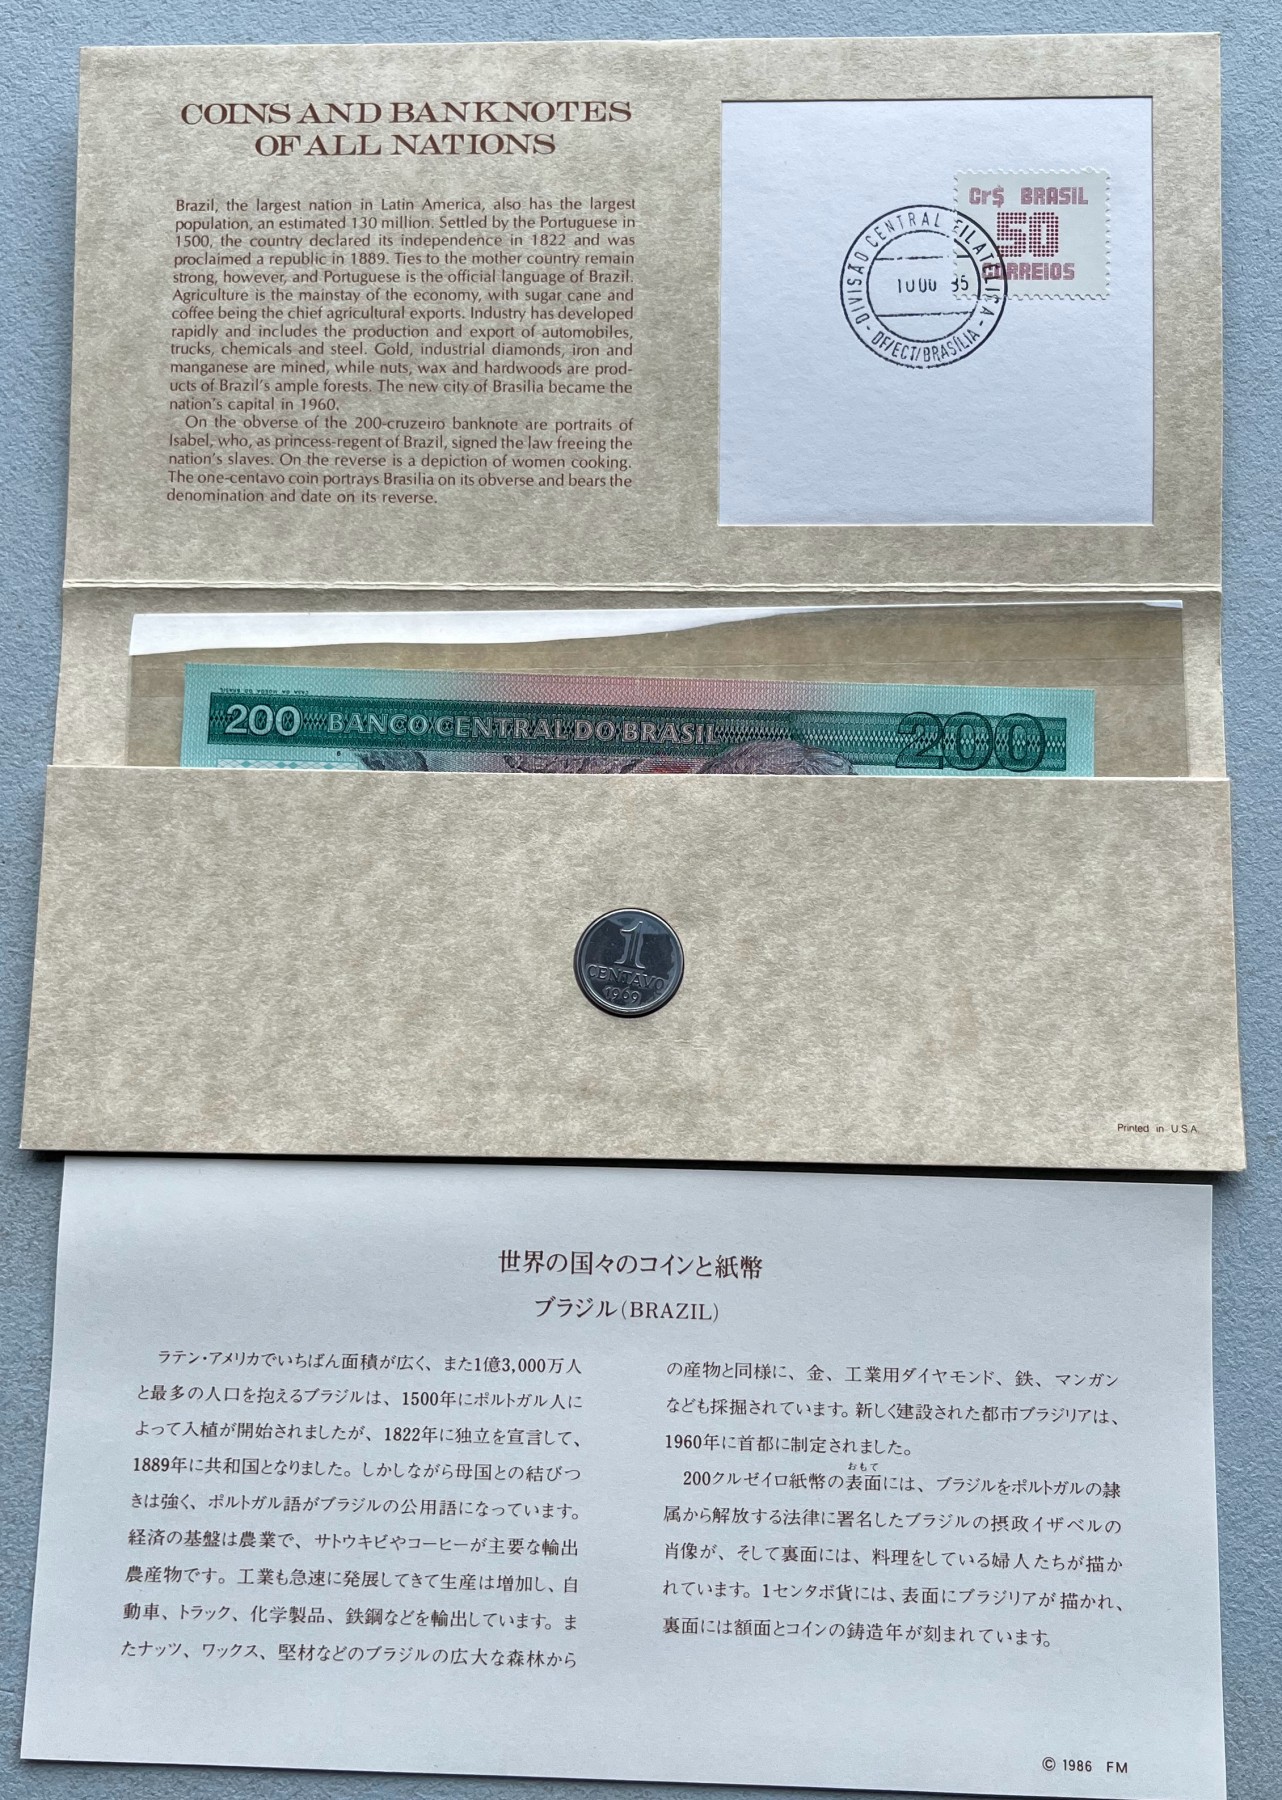 COINS AND BANKNOTES
OF ALL NATIONS
Brazil, the largest nation in Latin America, also has the largest
population, an estimated 130 million. Settled by the Portuguese in
1500, the country declared its independence in 1822 and was
proclaimed a republic in 1889. Ties to the mother country remain
strong, however, and Portuguese is the official language of Brazil.
Agriculture is the mainstay of the economy, with sugar cane and
coffee being the chief agricultural exports. Industry has developed
rapidly and includes the production and export of automobiles,
trucks, chemicals and steel. Gold, industrial diamonds, iron and
manganese are mined, while nuts, wax and hardwoods are prod-
ucts of Brazil's ample forests. The new city of Brasilia became the
nation's capital in 1960.
On the obverse of the 200-cruzeiro banknote are portraits of
Isabel, who, as princess-regent of Brazil, signed the law freeing the
nation's slaves. On the reverse is a depiction of women cooking.
The one-centavo coin portrays Brasilia on its obverse and bears the
denomination and date on its reverse.
Cr$ BRASIL
50
CORREIOS
DIVISÃO CENTRAL FILATÉLICA - A
- DF/ECT/BRASÍLIA -
CASA DA MOEDA DO BRASIL
200 BANCO CENTRAL DO BRASIL 200
1
CENTAVO
1969
Printed in U.S.A.
世界の国々のコインと紙幣
ブラジル(BRAZIL)
ラテン・アメリカでいちばん面積が広く、また1億3,000万人
と最多の人口を抱えるブラジルは、1500年にポルトガル人に
よって入植が開始されましたが、1822年に独立を宣言して、
1889年に共和国となりました。しかしながら母国との結びつ
きは強く、ポルトガル語がブラジルの公用語になっています。
経済の基盤は農業で、サトウキビやコーヒーが主要な輸出
農産物です。工業も急速に発展してきて生産は増加し、自
動車、トラック、化学製品、鉄鋼などを輸出しています。ま
たナッツ、ワックス、堅材などのブラジルの広大な森林から
の産物と同様に、金、工業用ダイヤモンド、鉄、マンガン
なども採掘されています。新しく建設された都市ブラジリアは、
1960年に首都に制定されました。
おもて
200クルゼイロ紙幣の表面には、ブラジルをポルトガルの隷
属から解放する法律に署名したブラジルの摂政イザベルの
肖像が、そして裏面には、料理をしている婦人たちが描か
れています。1センタボ貨には、表面にブラジリアが描かれ、
裏面には額面とコインの鋳造年が刻まれています。
© 1986 FM